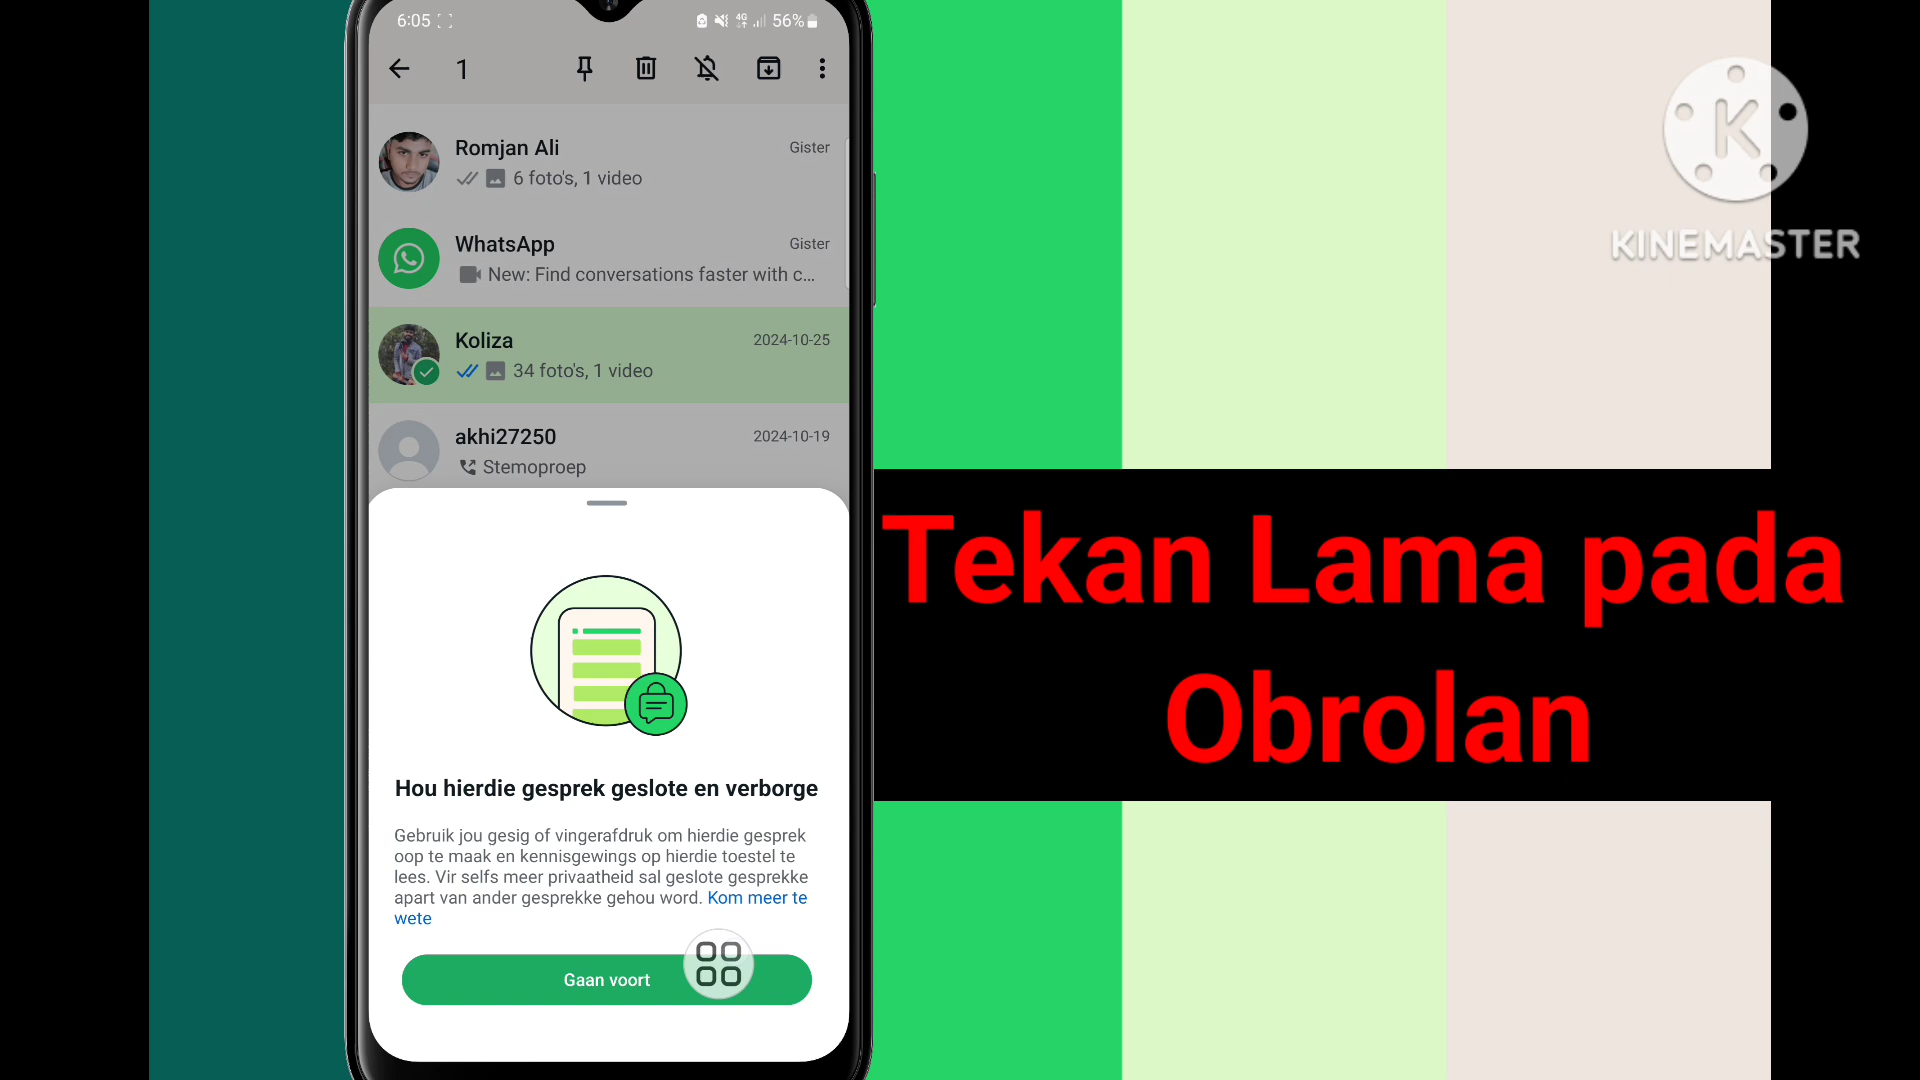 6:05
4G
56%
1
Romjan Ali
Gister
6 foto's, 1 video
WhatsApp
Gister
New: Find conversations faster with c...
Koliza
2024-10-25
34 foto's, 1 video
akhi27250
2024-10-19
Stemoproep
Hou hierdie gesprek geslote en verborge
Gebruik jou gesig of vingerafdruk om hierdie gesprek
oop te maak en kennisgewings op hierdie toestel te
lees. Vir selfs meer privaatheid sal geslote gesprekke
apart van ander gesprekke gehou word. Kom meer te
wete
Gaan voort
K
KINEMASTER
Tekan Lama pada
Obrolan